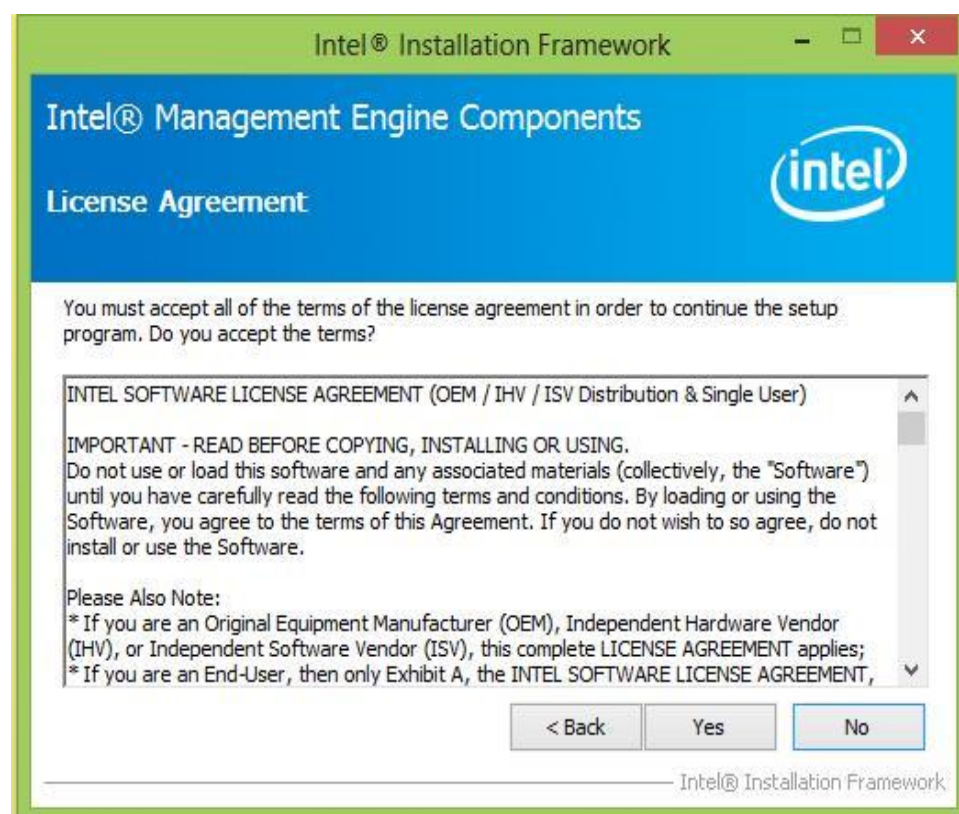 Intel® Installation Framework
Intel® Management Engine Components
intel
License Agreement
You must accept all of the terms of the license agreement in order to continue the setup
program. Do you accept the terms?
INTEL SOFTWARE LICENSE AGREEMENT (OEM / IHV / ISV Distribution & Single User)
IMPORTANT - READ BEFORE COPYING, INSTALLING OR USING.
Do not use or load this software and any associated materials (collectively, the "Software")
until you have carefully read the following terms and conditions. By loading or using the
Software, you agree to the terms of this Agreement. If you do not wish to so agree, do not
install or use the Software.
Please Also Note:
* If you are an Original Equipment Manufacturer (OEM), Independent Hardware Vendor
(IHV), or Independent Software Vendor (ISV), this complete LICENSE AGREEMENT applies;
* If you are an End-User, then only Exhibit A, the INTEL SOFTWARE LICENSE AGREEMENT,
< Back Yes No
Intel® Installation Framework